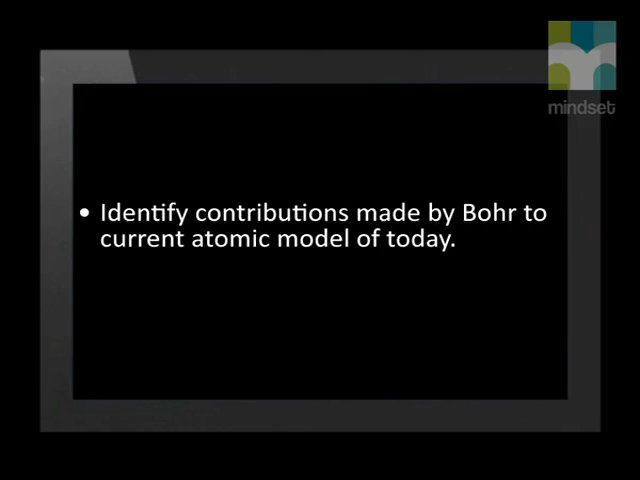 mindset
• Identify contributions made by Bohr to
current atomic model of today.